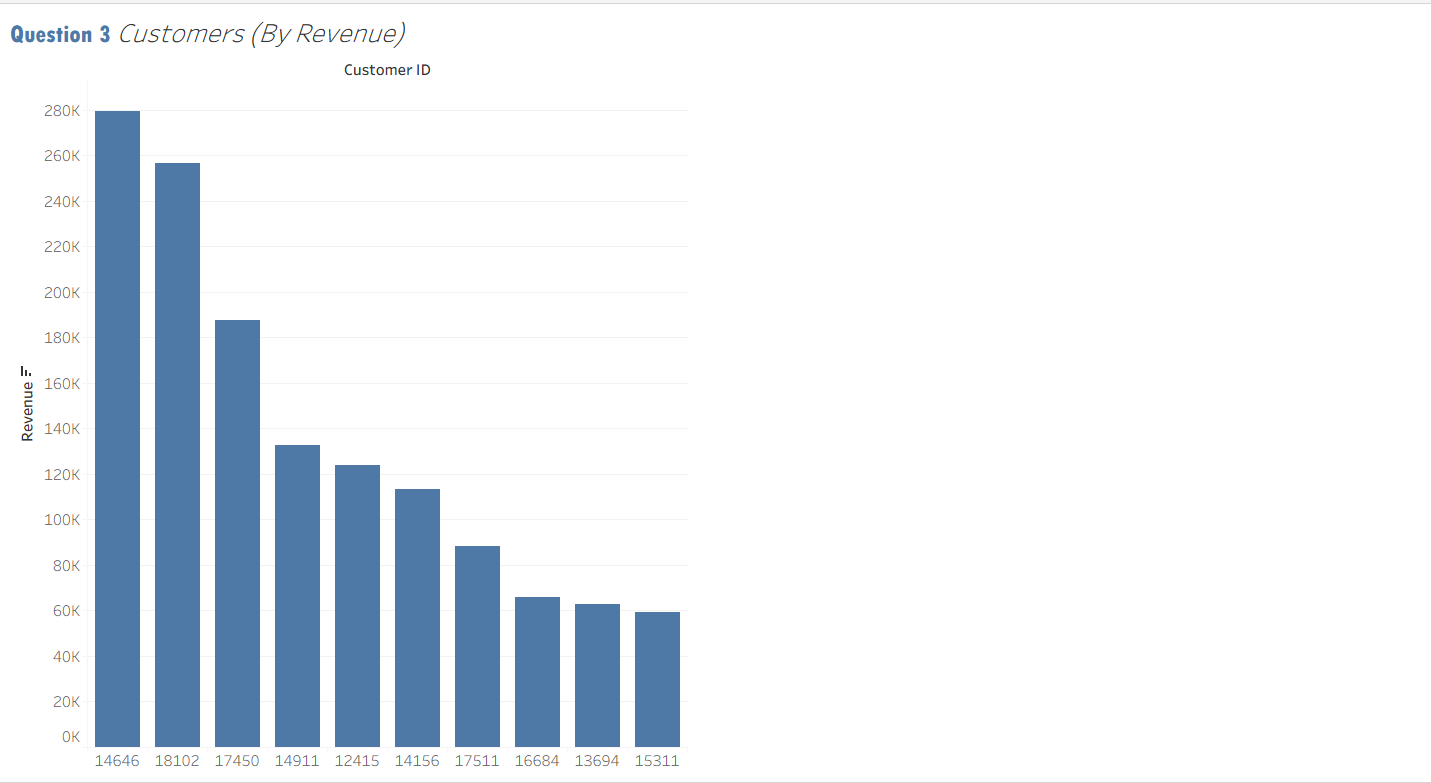 Question 3 Customers (By Revenue)
Customer ID
280K
260K
240K
220K
200K
180K
160K
140K
120K
100K
80K
60K
40K
20K
0K
Revenue
14646 18102 17450 14911 12415 14156 17511 16684 13694 15311